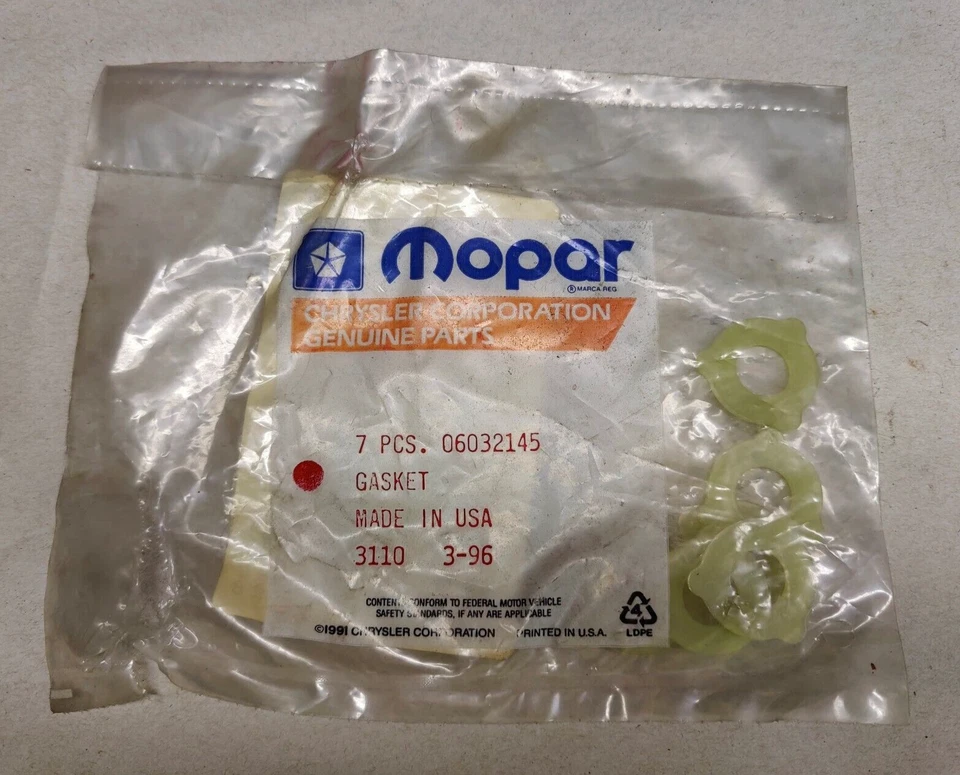 Mopar
® MARCA REG.
CHRYSLER CORPORATION
GENUINE PARTS
7 PCS. 06032145
GASKET
MADE IN USA
3110 3-96
CONTENTS CONFORM TO FEDERAL MOTOR VEHICLE
SAFETY STANDARDS, IF ANY ARE APPLICABLE
©1991 CHRYSLER CORPORATION PRINTED IN U.S.A.
4
LDPE